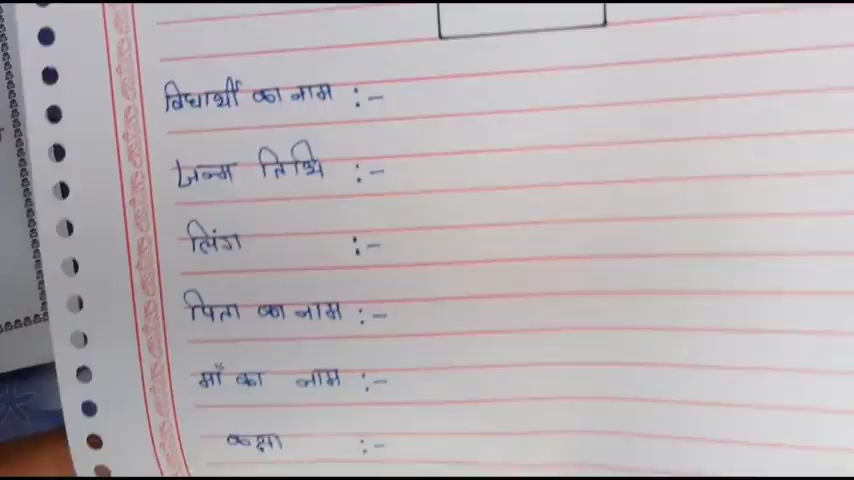 विद्यार्थी का नाम :-
जन्म तिथि :-
लिंग :-
पिता का नाम :-
माँ का नाम :-
कक्षा :-